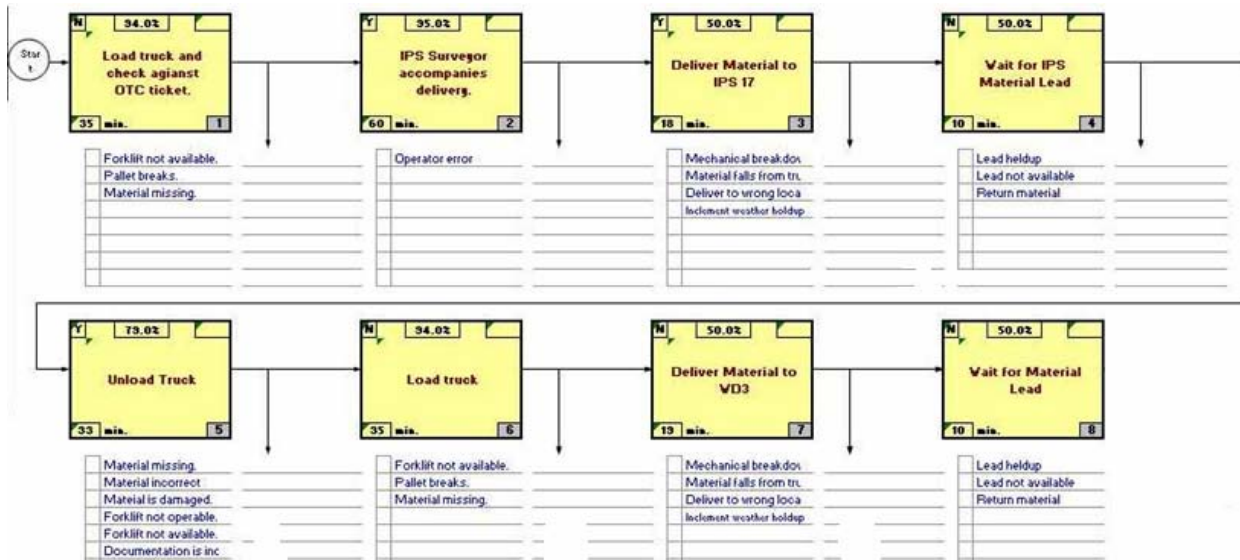 Star
t
N 94.0%
Load truck and
check agianst
OTC ticket.
35 min. 1
Y 95.0%
IPS Surveyor
accompanies
delivery.
60 min. 2
Y 50.0%
Deliver Material to
IPS 17
18 min. 3
N 50.0%
Wait for IPS
Material Lead
10 min. 4
Forklift not available.
Pallet breaks.
Material missing.
Operator error
Mechanical breakdov
Material falls from tru
Deliver to wrong loca
Inclement weather holdup
Lead heldup
Lead not available
Return material
Y 79.0%
Unload Truck
33 min. 5
N 94.0%
Load truck
35 min. 6
N 50.0%
Deliver Material to
WD3
19 min. 7
N 50.0%
Wait for Material
Lead
10 min. 8
Material missing.
Material incorrect
Mateial is damaged.
Forklift not operable.
Forklift not available.
Documentation is inc
Forklift not available.
Pallet breaks.
Material missing.
Mechanical breakdov
Material falls from tru
Deliver to wrong loca
Inclement weather holdup
Lead heldup
Lead not available
Return material